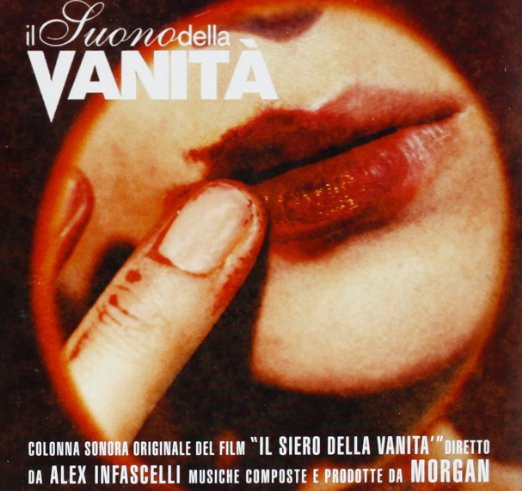 il Suono della
VANITÀ
COLONNA SONORA ORIGINALE DEL FILM "IL SIERO DELLA VANITA'" DIRETTO
DA ALEX INFASCELLI MUSICHE COMPOSTE E PRODOTTE DA MORGAN